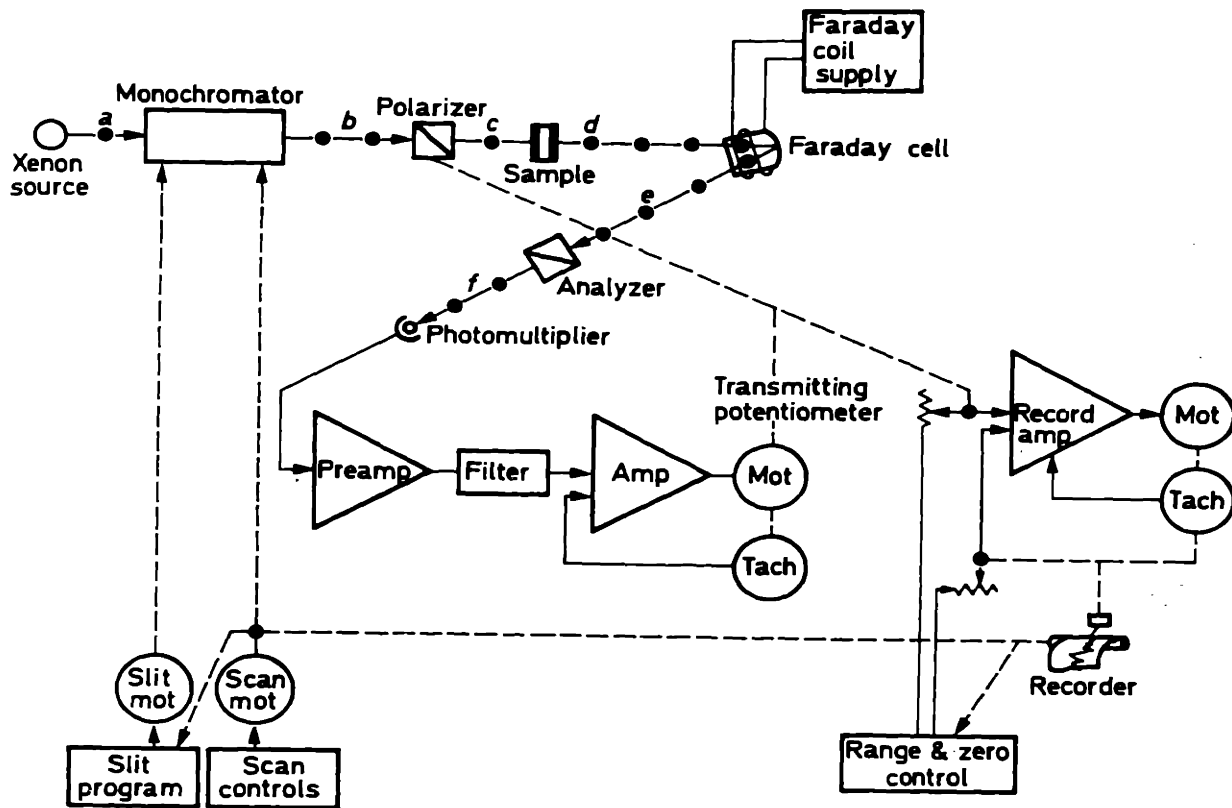 Faraday
coil
supply
Monochromator
Polarizer
a
b
c
d
Xenon
source
Sample
Faraday cell
e
Analyzer
f
Photomultiplier
Transmitting
potentiometer
Preamp
Filter
Amp
Mot
Tach
Record
amp
Mot
Tach
Slit
mot
Scan
mot
Recorder
Slit
program
Scan
controls
Range & zero
control